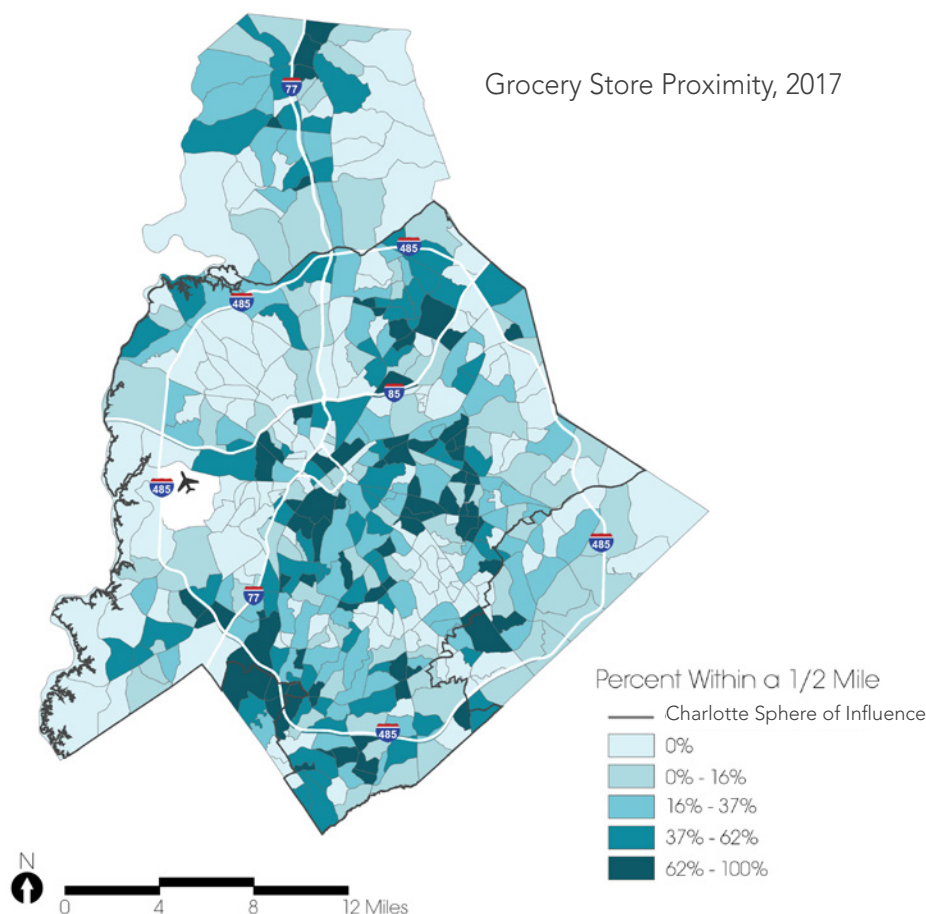 Grocery Store Proximity, 2017
77
485
485
85
485
485
77
485
Percent Within a 1/2 Mile
Charlotte Sphere of Influence
0%
0% - 16%
16% - 37%
37% - 62%
62% - 100%
N
0 4 8 12 Miles